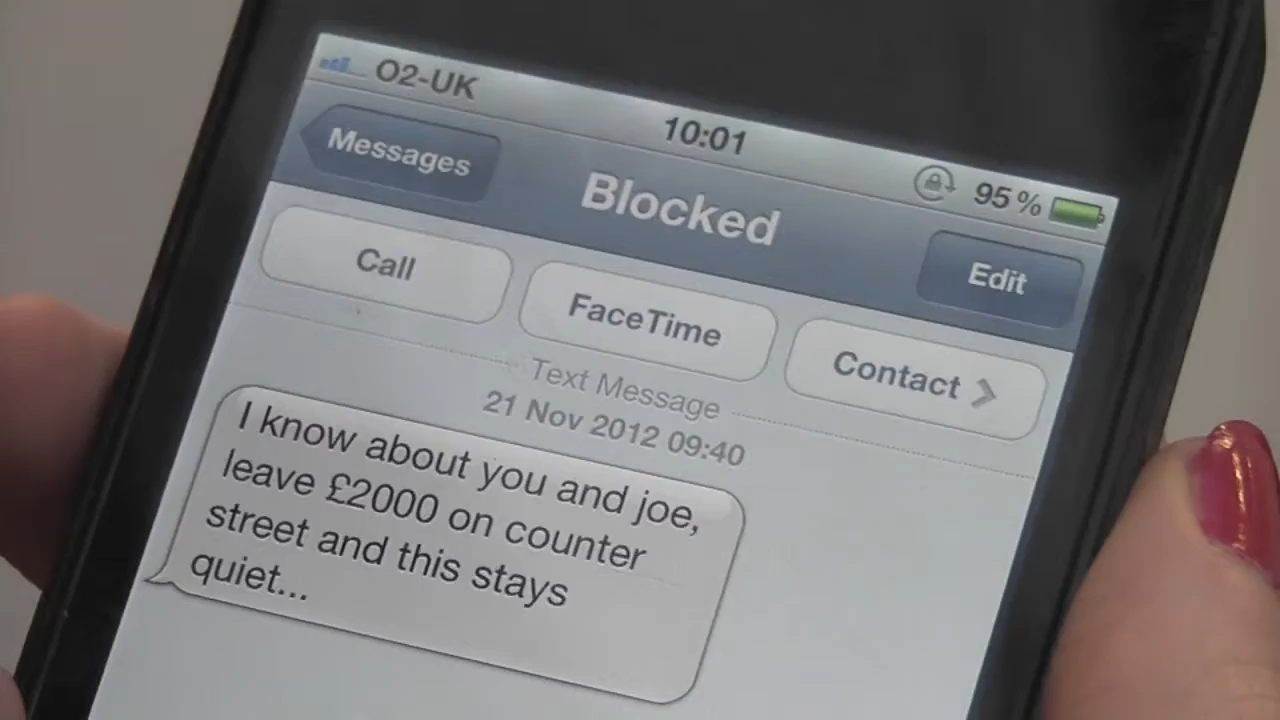 O2-UK 10:01 95%
Messages Blocked Edit
Call FaceTime Contact
Text Message
21 Nov 2012 09:40
I know about you and joe,
leave £2000 on counter
street and this stays
quiet...